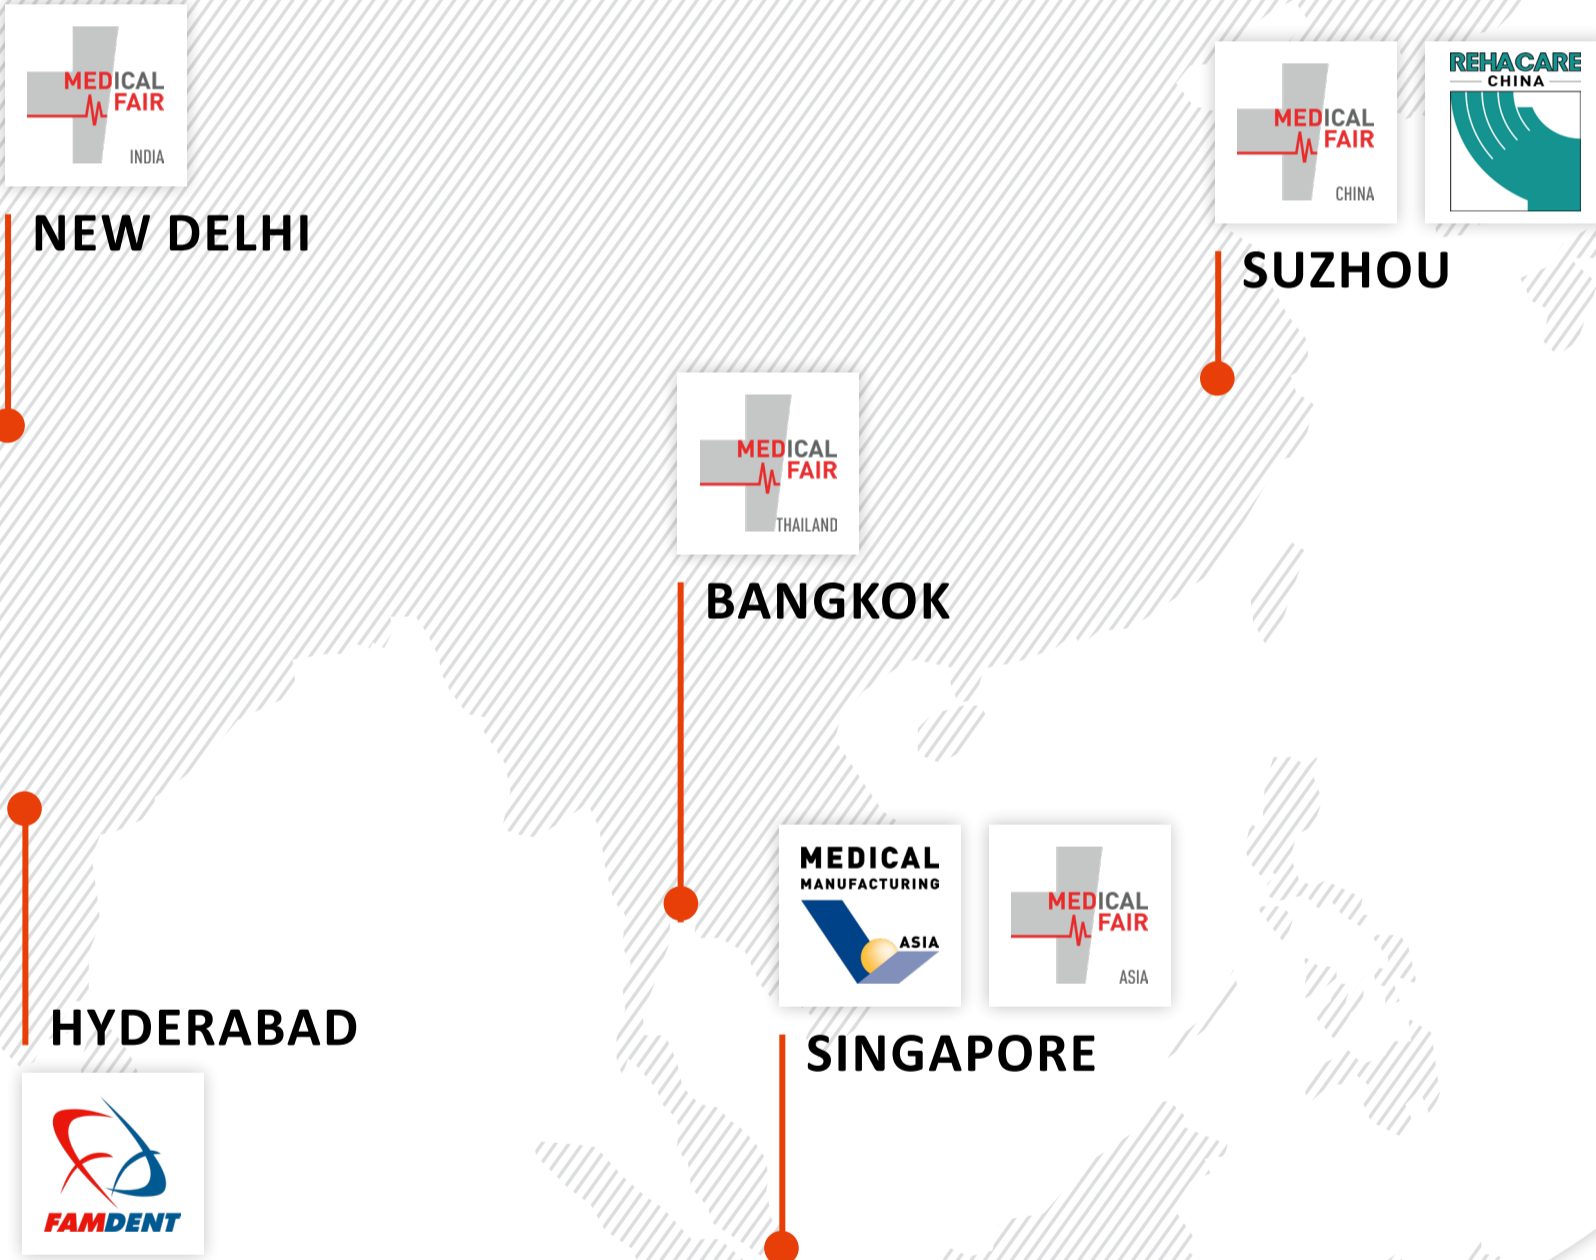 MEDICAL
FAIR
INDIA
NEW DELHI
MEDICAL
FAIR
CHINA
REHACARE
CHINA
SUZHOU
MEDICAL
FAIR
THAILAND
BANGKOK
MEDICAL
MANUFACTURING
ASIA
MEDICAL
FAIR
ASIA
SINGAPORE
HYDERABAD
FAMDENT